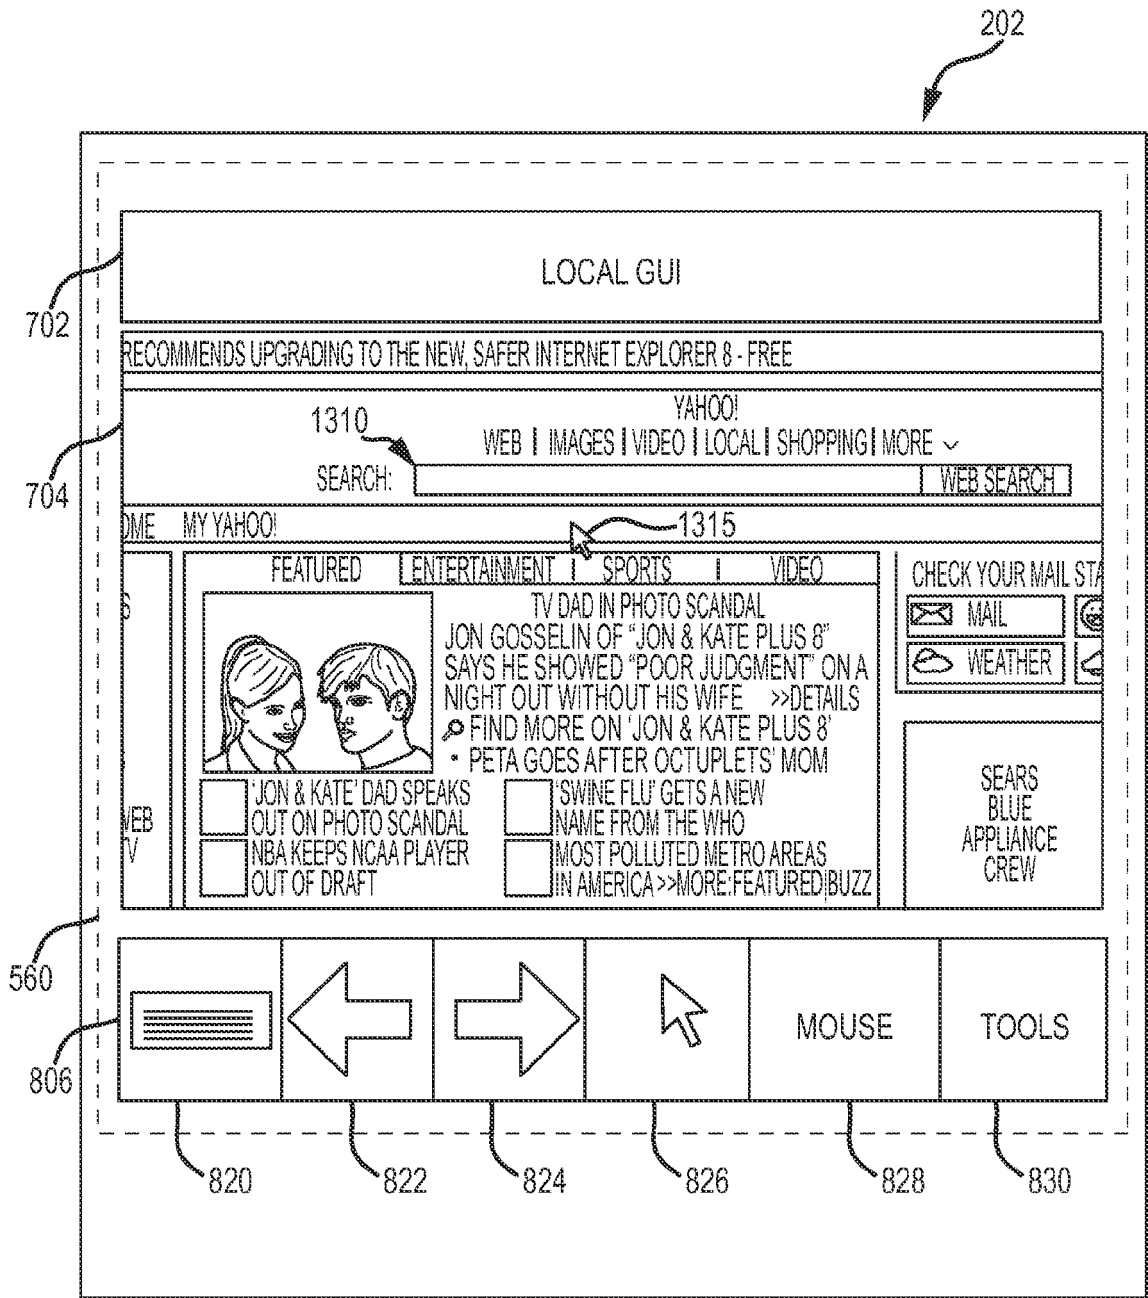 202
LOCAL GUI
702
RECOMMENDS UPGRADING TO THE NEW, SAFER INTERNET EXPLORER 8 - FREE
YAHOO!
1310
WEB | IMAGES | VIDEO | LOCAL | SHOPPING | MORE
704
SEARCH:
WEB SEARCH
OME MY YAHOO!
1315
FEATURED ENTERTAINMENT | SPORTS | VIDEO
TV DAD IN PHOTO SCANDAL
JON GOSSELIN OF "JON & KATE PLUS 8"
SAYS HE SHOWED "POOR JUDGMENT" ON A
NIGHT OUT WITHOUT HIS WIFE >>DETAILS
FIND MORE ON 'JON & KATE PLUS 8'
• PETA GOES AFTER OCTUPLETS' MOM
'JON & KATE' DAD SPEAKS
OUT ON PHOTO SCANDAL
NBA KEEPS NCAA PLAYER
OUT OF DRAFT
'SWINE FLU' GETS A NEW
NAME FROM THE WHO
MOST POLLUTED METRO AREAS
IN AMERICA >>MORE:FEATURED|BUZZ
CHECK YOUR MAIL STA
MAIL
WEATHER
S
WEB
TV
SEARS
BLUE
APPLIANCE
CREW
560
806
MOUSE
TOOLS
820
822
824
826
828
830